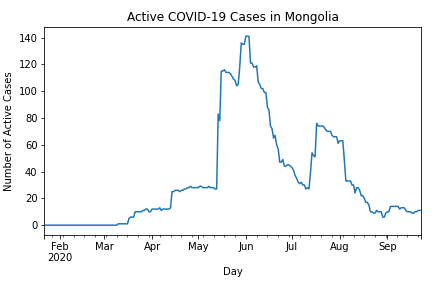 Active COVID-19 Cases in Mongolia
Number of Active Cases
140
120
100
80
60
40
20
0
Feb Mar Apr May Jun Jul Aug Sep
2020
Day